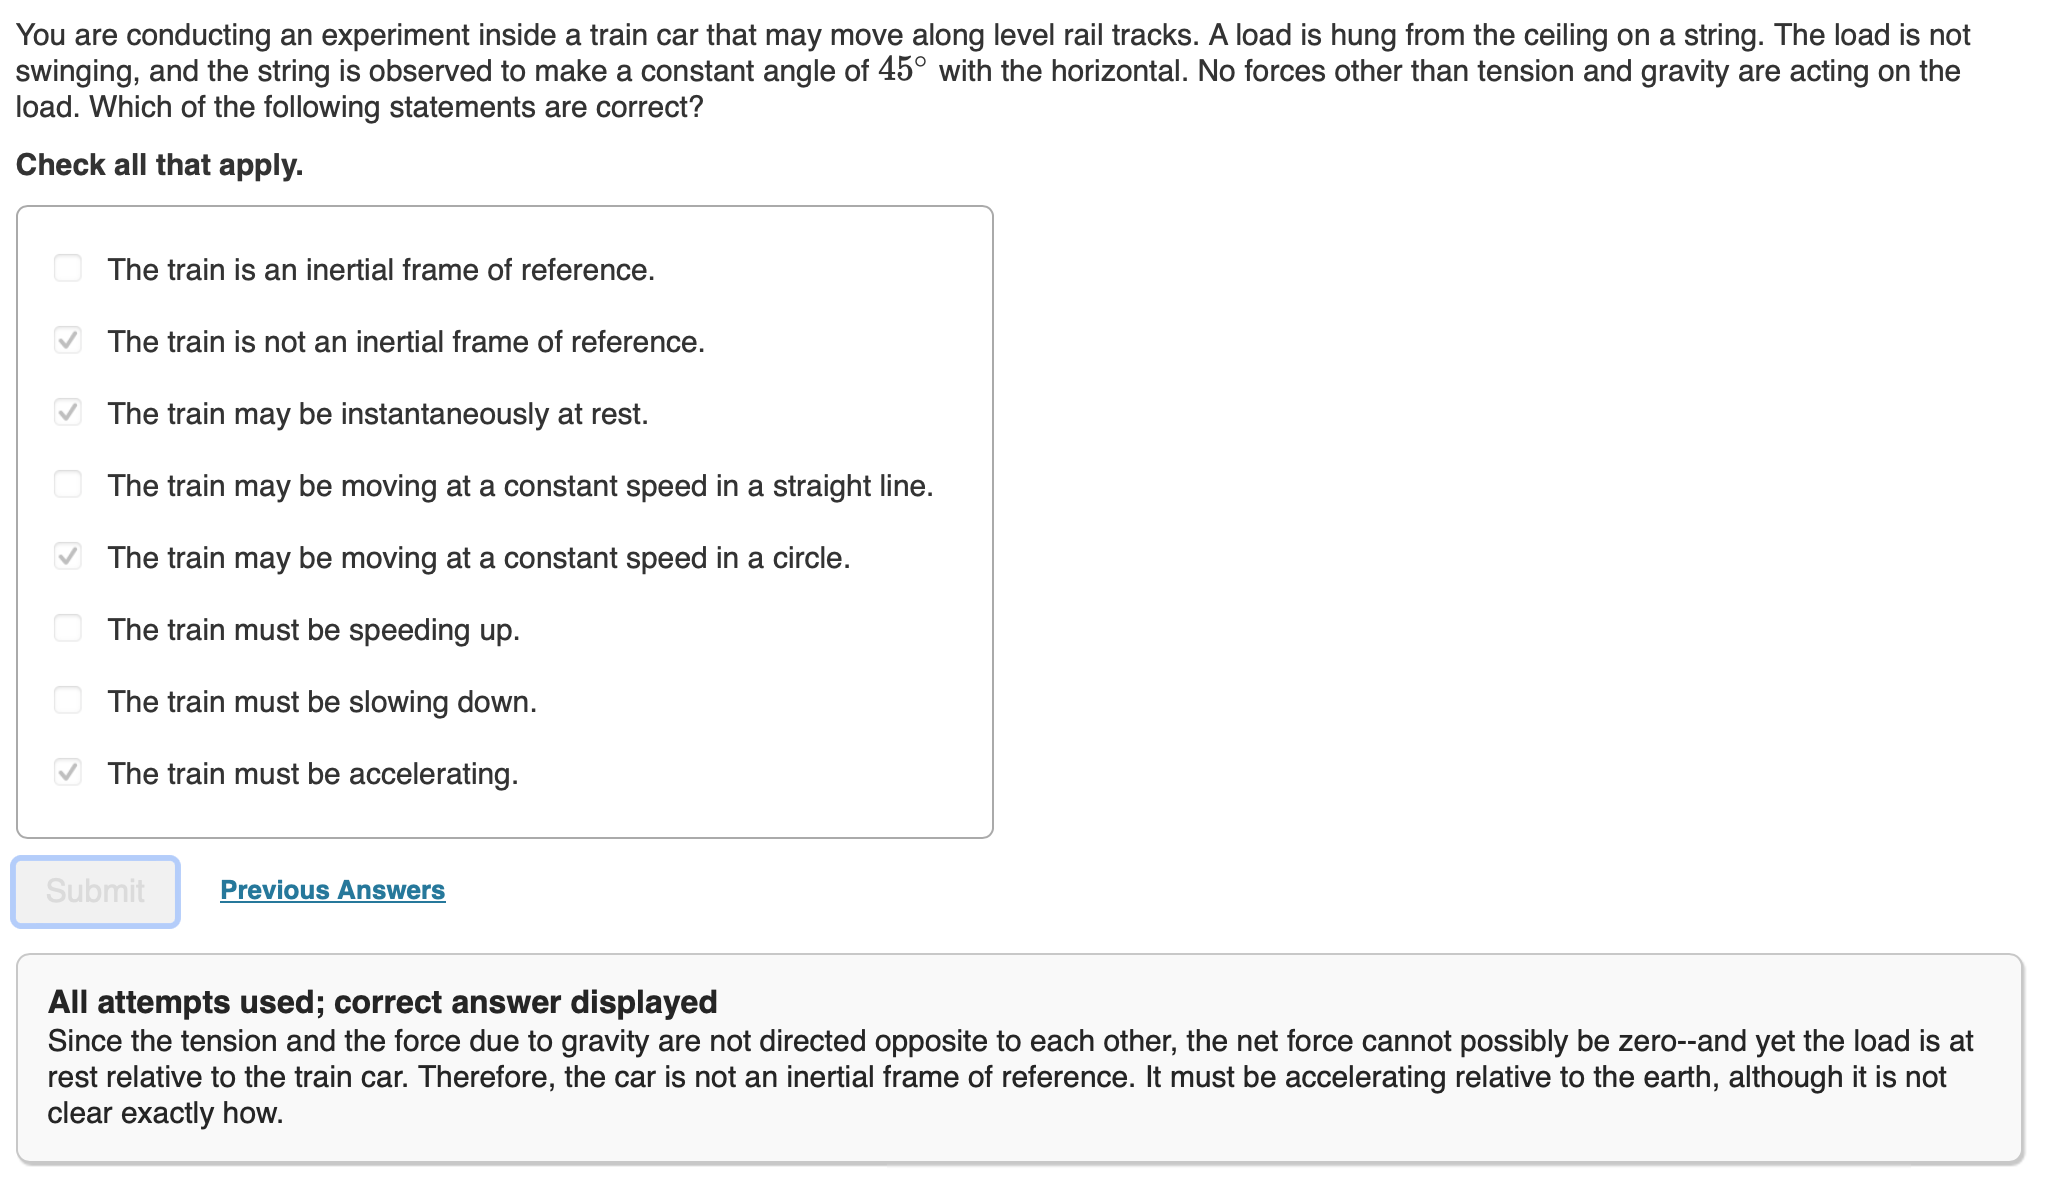 You are conducting an experiment inside a train car that may move along level rail tracks. A load is hung from the ceiling on a string. The load is not
swinging, and the string is observed to make a constant angle of 45° with the horizontal. No forces other than tension and gravity are acting on the
load. Which of the following statements are correct?
Check all that apply.
The train is an inertial frame of reference.
The train is not an inertial frame of reference.
The train may be instantaneously at rest.
The train may be moving at a constant speed in a straight line.
The train may be moving at a constant speed in a circle.
The train must be speeding up.
The train must be slowing down.
The train must be accelerating.
Submit Previous Answers
All attempts used; correct answer displayed
Since the tension and the force due to gravity are not directed opposite to each other, the net force cannot possibly be zero--and yet the load is at
rest relative to the train car. Therefore, the car is not an inertial frame of reference. It must be accelerating relative to the earth, although it is not
clear exactly how.